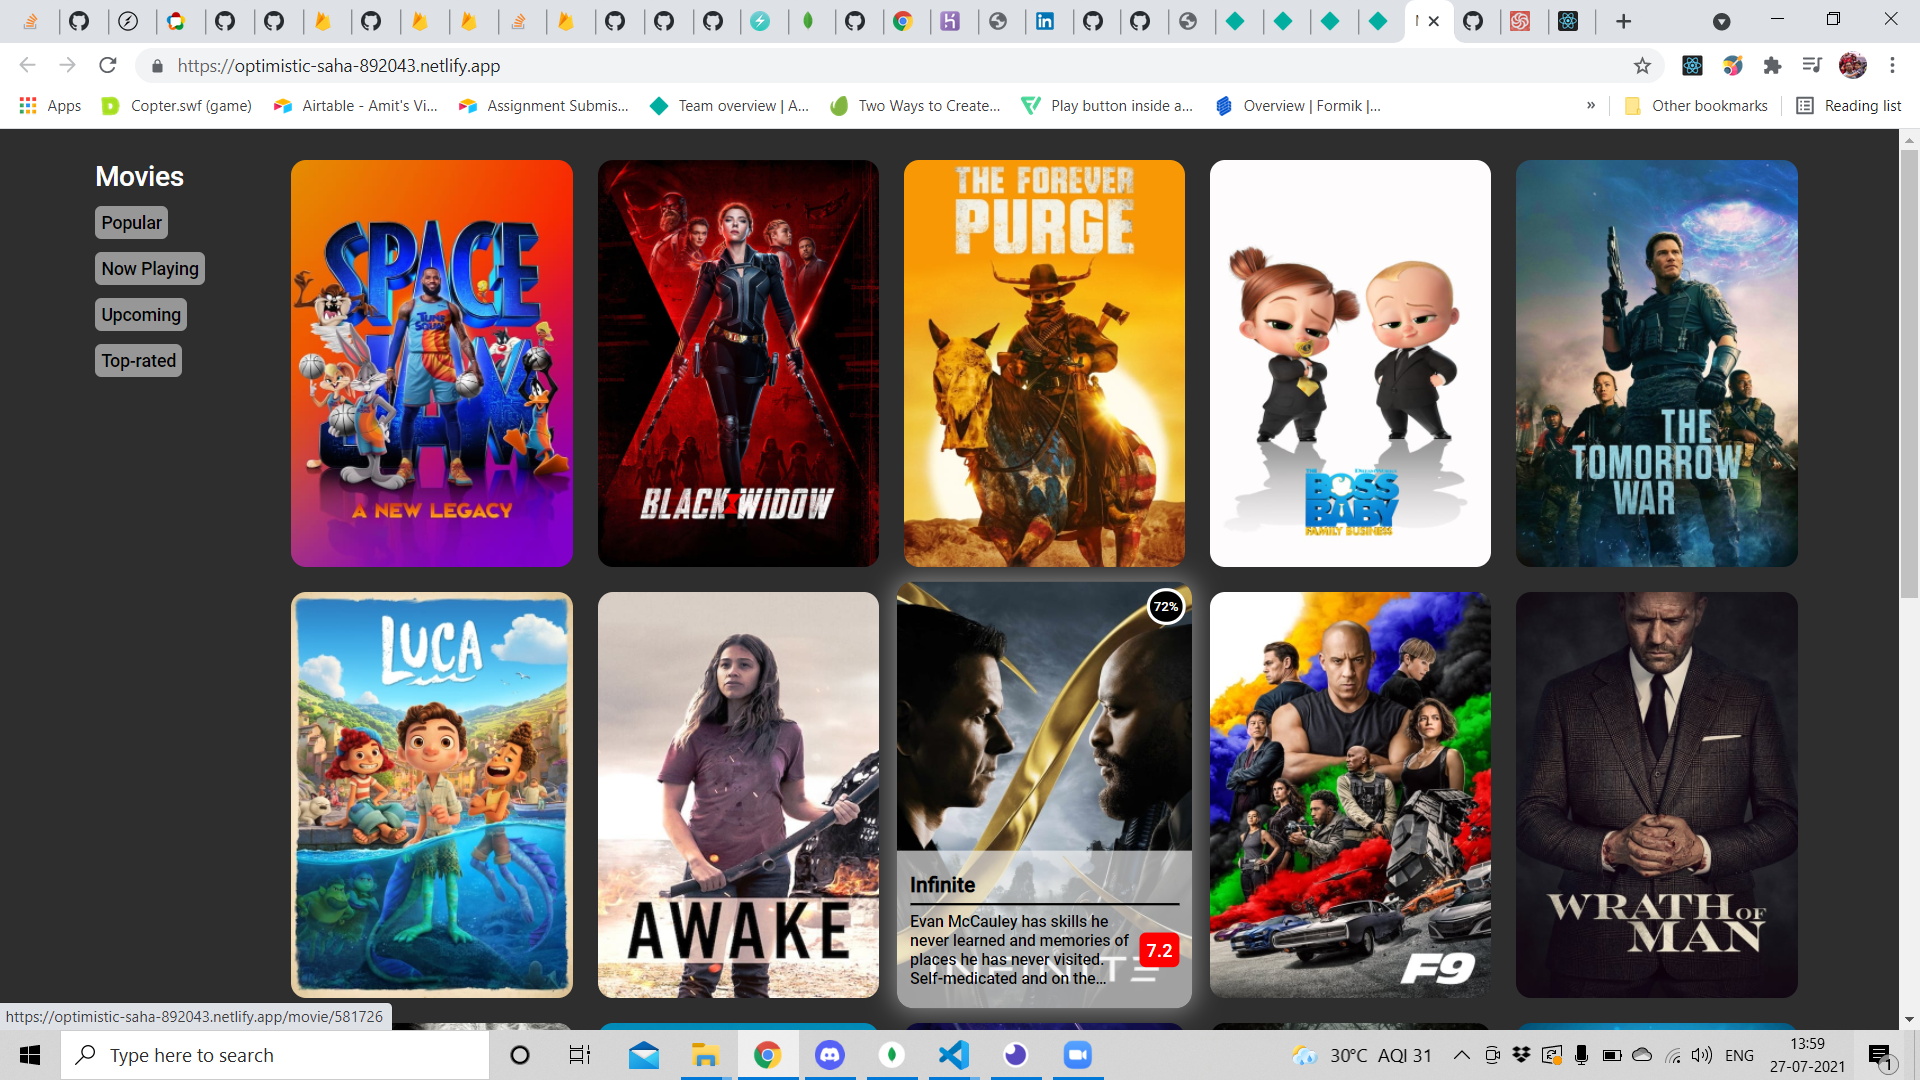 https://optimistic-saha-892043.netlify.app
Apps
Copter.swf (game)
Airtable - Amit's Vi...
Assignment Submis...
Team overview | A...
Two Ways to Create...
Play button inside a...
Overview | Formik |...
»
Other bookmarks
Reading list
Movies
Popular
Now Playing
Upcoming
Top-rated
SPACE
JAM
TUNE
SQUAD
A NEW LEGACY
BLACK WIDOW
THE FOREVER
PURGE
THE
BOSS
BABY
FAMILY BUSINESS
THE
TOMORROW
WAR
LUCA
AWAKE
72%
Infinite
Evan McCauley has skills he
never learned and memories of
places he has never visited.
Self-medicated and on the...
7.2
INFINITE
F9
WRATH OF
MAN
https://optimistic-saha-892043.netlify.app/movie/581726
Type here to search
30°C AQI 31
ENG
13:59
27-07-2021
1